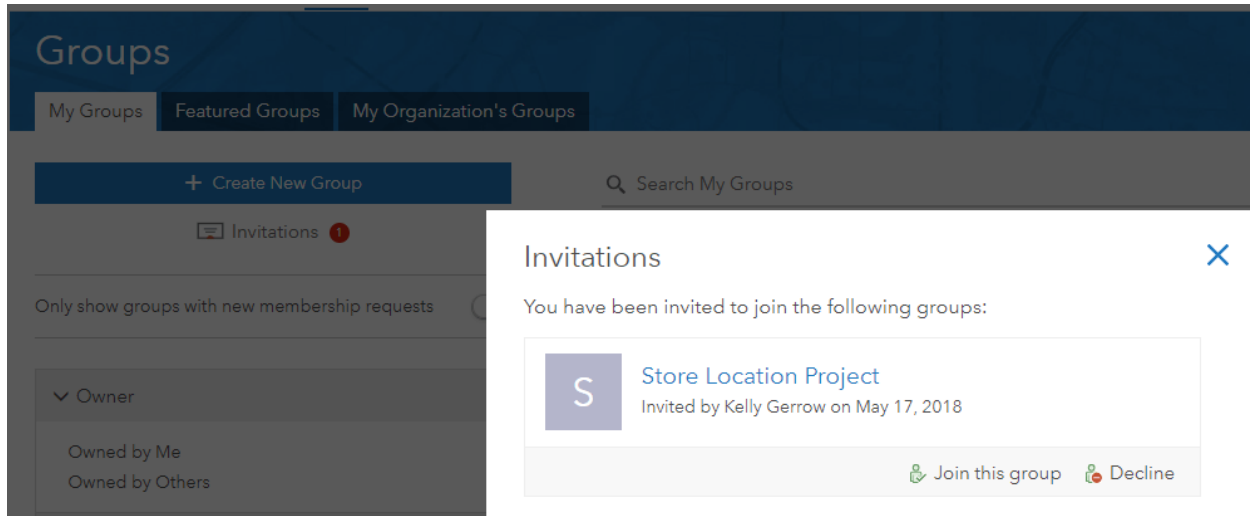 Groups
My Groups Featured Groups My Organization's Groups
+ Create New Group
Search My Groups
Invitations 1
Only show groups with new membership requests
Owner
Owned by Me
Owned by Others
Invitations
You have been invited to join the following groups:
S
Store Location Project
Invited by Kelly Gerrow on May 17, 2018
Join this group Decline